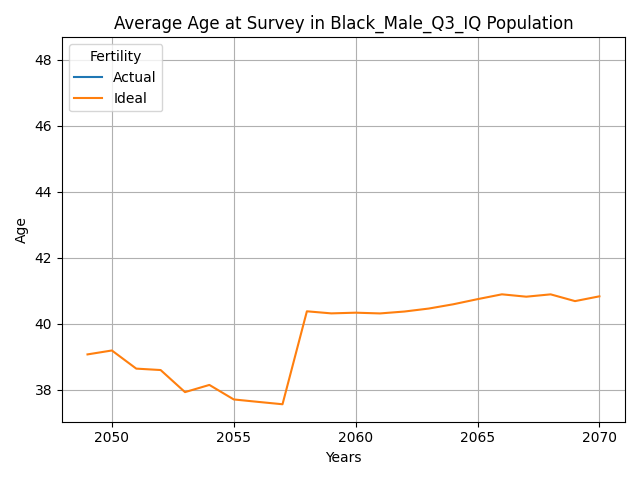 Average Age at Survey in Black_Male_Q3_IQ Population
Fertility
Actual
Ideal
48
46
44
42
40
38
Age
2050 2055 2060 2065 2070
Years